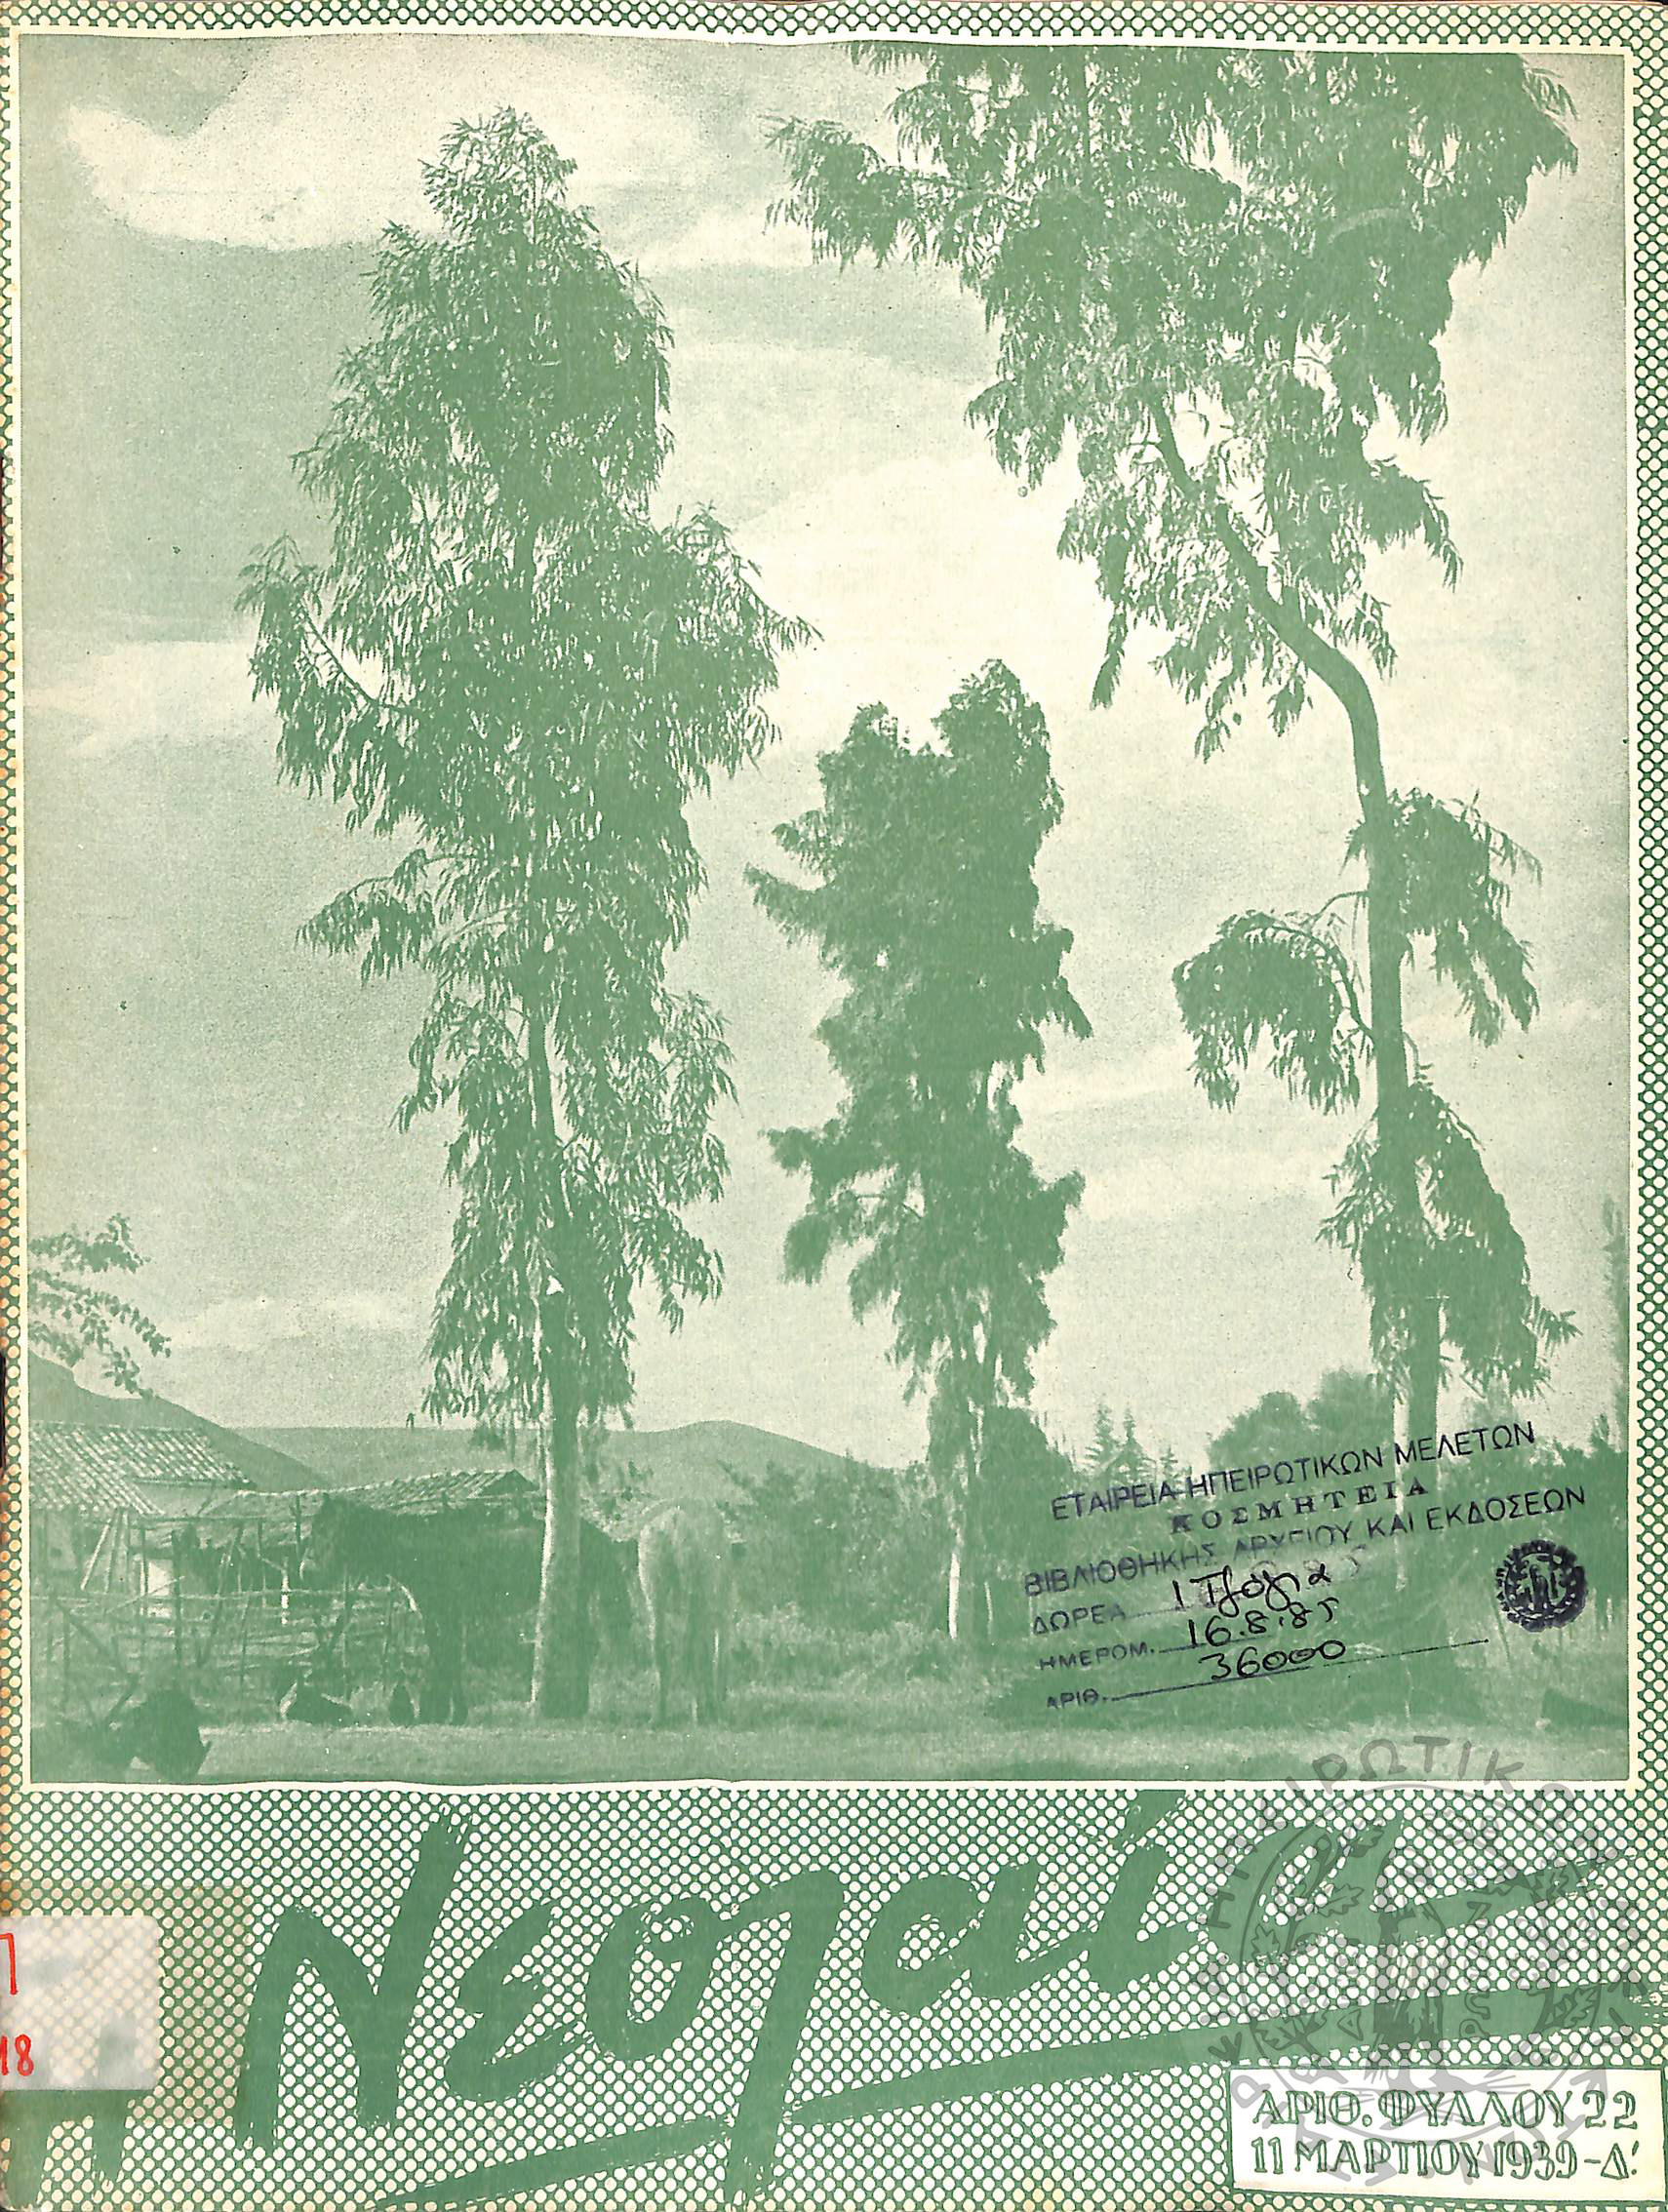 ΕΤΑΙΡΕΙΑ ΗΠΕΙΡΩΤΙΚΩΝ ΜΕΛΕΤΩΝ
ΚΟΣΜΗΤΕΙΑ
ΒΙΒΛΙΟΘΗΚΗΣ ΑΡΧΕΙΟΥ ΚΑΙ ΕΚΔΟΣΕΩΝ
ΔΩΡΕΑ Ι Τζόγια
ΗΜΕΡΟΜ. 16.8.85
ΑΡΙΘ. 36000
Η Νεολαία
18
ΑΡΙΘ. ΦΥΛΛΟΥ 22
11 ΜΑΡΤΙΟΥ 1939-Δ!